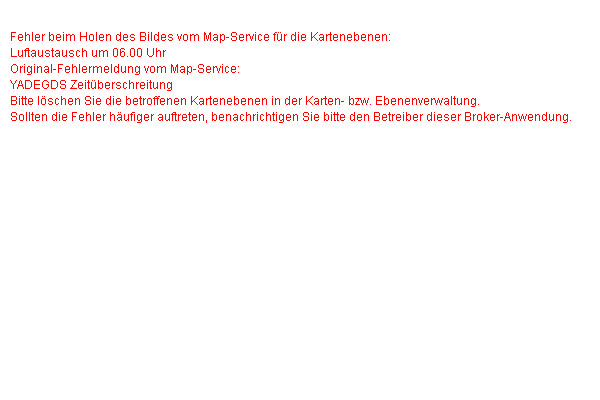 Fehler beim Holen des Bildes vom Map-Service für die Kartenebenen:
Luftaustausch um 06.00 Uhr
Original-Fehlermeldung vom Map-Service:
YADEGDS Zeitüberschreitung
Bitte löschen Sie die betroffenen Kartenebenen in der Karten- bzw. Ebenenverwaltung.
Sollten die Fehler häufiger auftreten, benachrichtigen Sie bitte den Betreiber dieser Broker-Anwendung.